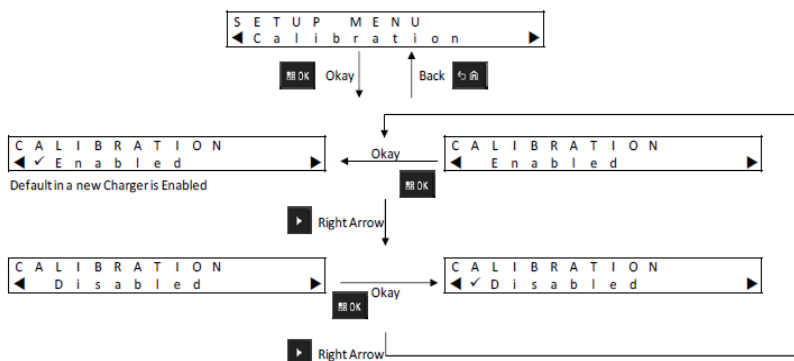 SETUP MENU
◀ Calibration ▶
OK Okay
Back
CALIBRATION
◀ ✓ Enabled ▶
Default in a new Charger is Enabled
Okay
OK
CALIBRATION
◀ Enabled ▶
Right Arrow
CALIBRATION
◀ Disabled ▶
OK
Okay
CALIBRATION
◀ ✓ Disabled ▶
Right Arrow